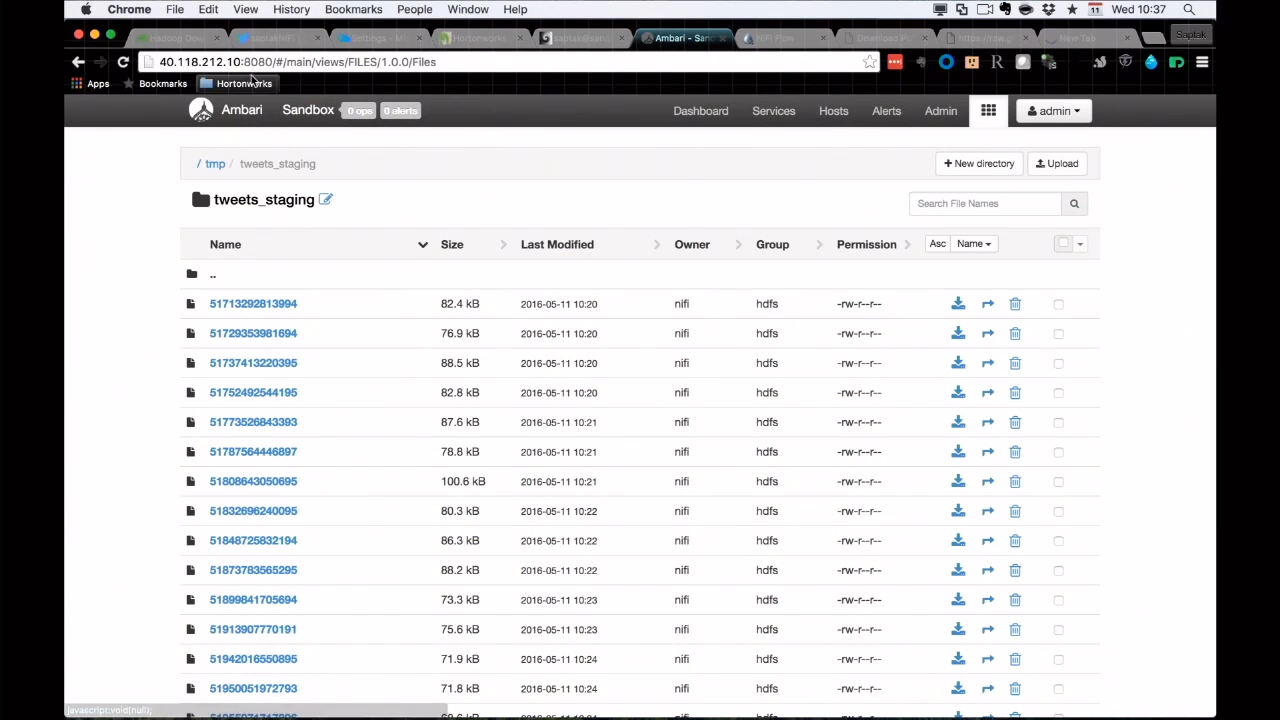 Chrome File Edit View History Bookmarks People Window Help 11 Wed 10:37
Ambari - San Saptak
40.118.212.10:8080/#/main/views/FILES/1.0.0/Files
Apps Bookmarks Hortonworks
Ambari Sandbox 0 ops 0 alerts Dashboard Services Hosts Alerts Admin admin
/ tmp / tweets_staging + New directory Upload
tweets_staging Search File Names
Name Size Last Modified Owner Group Permission Asc Name
..
51713292813994 82.4 kB 2016-05-11 10:20 nifi hdfs -rw-r--r--
51729353981694 76.9 kB 2016-05-11 10:20 nifi hdfs -rw-r--r--
51737413220395 88.5 kB 2016-05-11 10:20 nifi hdfs -rw-r--r--
51752492544195 82.8 kB 2016-05-11 10:20 nifi hdfs -rw-r--r--
51773526843393 87.6 kB 2016-05-11 10:21 nifi hdfs -rw-r--r--
51787564446897 78.8 kB 2016-05-11 10:21 nifi hdfs -rw-r--r--
51808643050695 100.6 kB 2016-05-11 10:21 nifi hdfs -rw-r--r--
51832696240095 80.3 kB 2016-05-11 10:22 nifi hdfs -rw-r--r--
51848725832194 86.3 kB 2016-05-11 10:22 nifi hdfs -rw-r--r--
51873783565295 88.2 kB 2016-05-11 10:22 nifi hdfs -rw-r--r--
51899841705694 73.3 kB 2016-05-11 10:23 nifi hdfs -rw-r--r--
51913907770191 75.6 kB 2016-05-11 10:23 nifi hdfs -rw-r--r--
51942016550895 71.9 kB 2016-05-11 10:24 nifi hdfs -rw-r--r--
51950051972793 71.8 kB 2016-05-11 10:24 nifi hdfs -rw-r--r--
javascript:void(null);